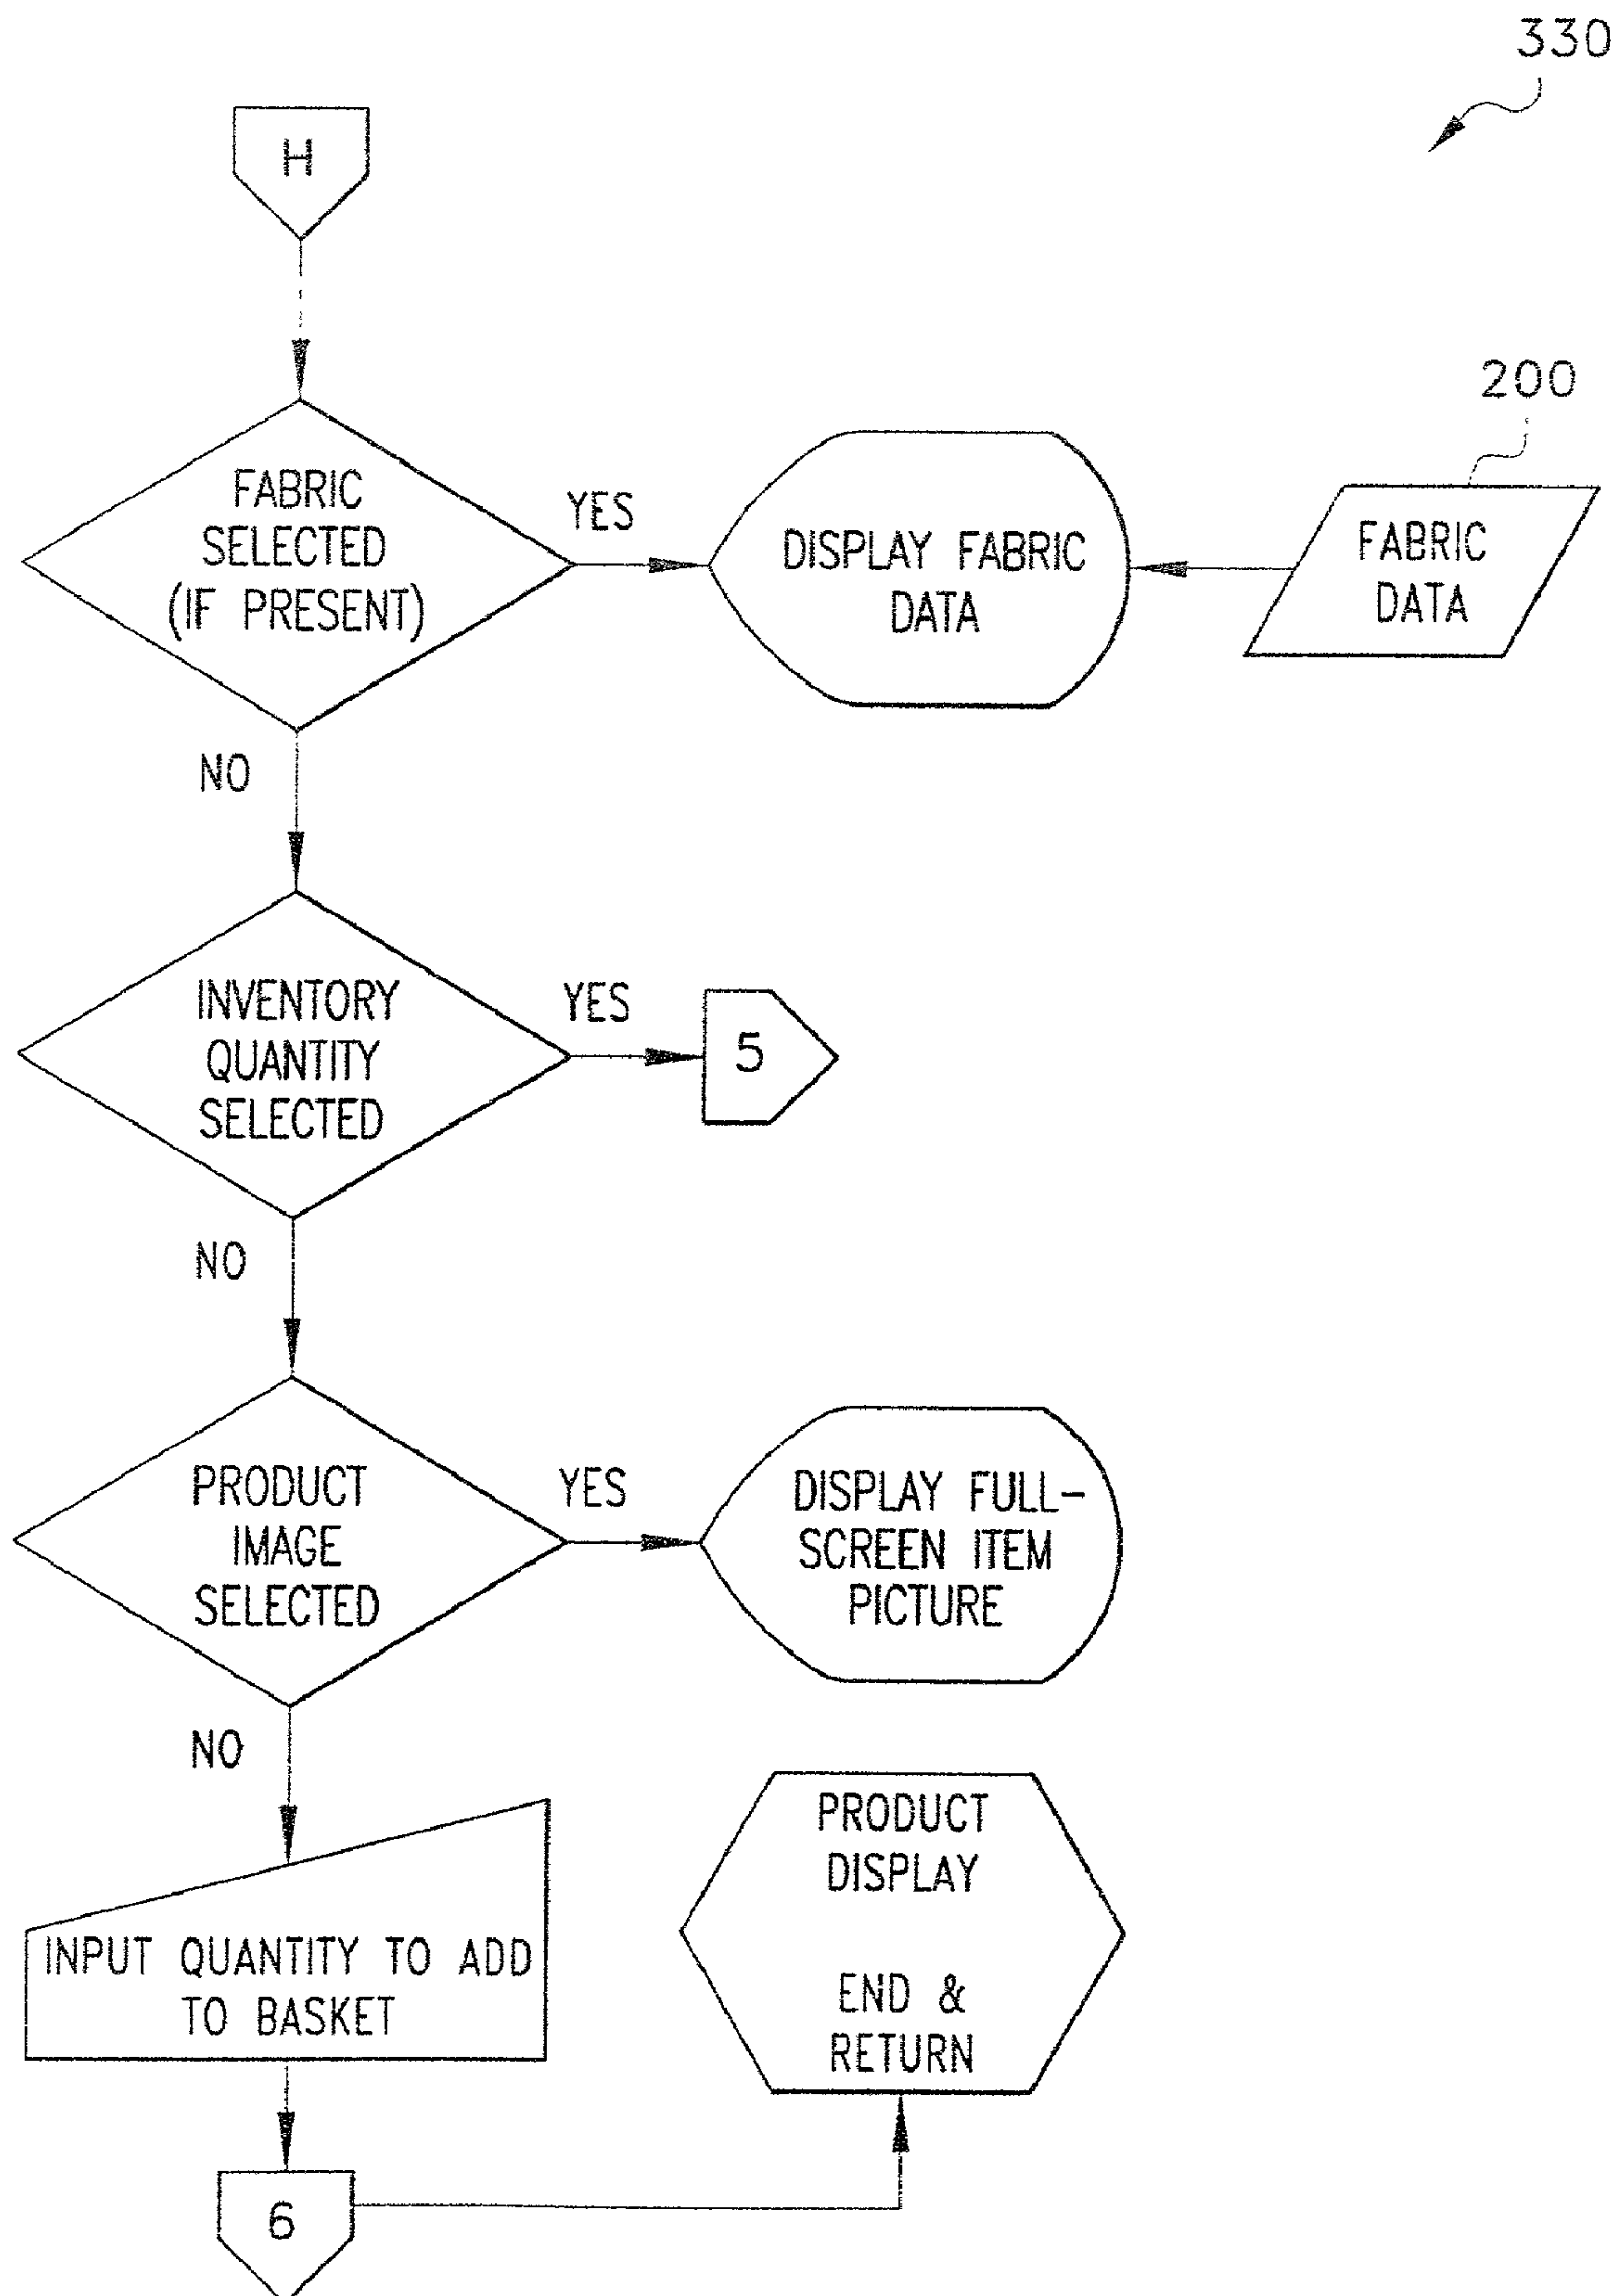 330
H
200
FABRIC
SELECTED
(IF PRESENT)
YES
DISPLAY FABRIC
DATA
FABRIC
DATA
NO
INVENTORY
QUANTITY
SELECTED
YES
5
NO
PRODUCT
IMAGE
SELECTED
YES
DISPLAY FULL-
SCREEN ITEM
PICTURE
NO
INPUT QUANTITY TO ADD
TO BASKET
PRODUCT
DISPLAY
END &
RETURN
6